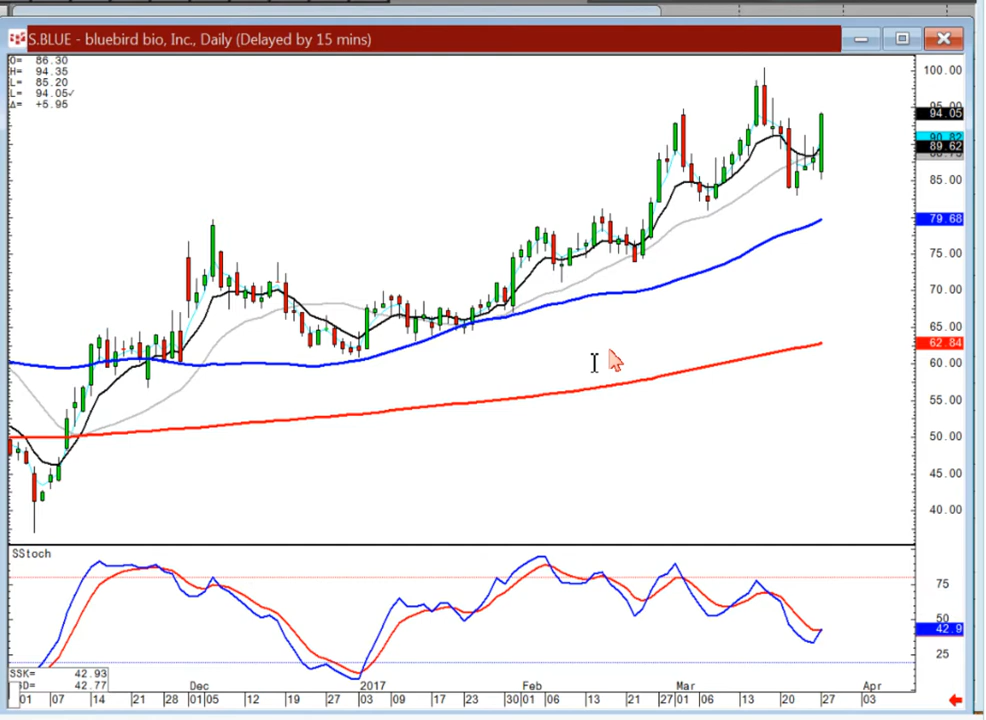 S.BLUE - bluebird bio, Inc., Daily (Delayed by 15 mins)
O= 86.30
H= 94.35
L= 85.20
L= 94.05✓
Δ= +5.95
100.00
95.00
94.05
90.82
89.62
85.00
79.68
75.00
70.00
65.00
62.84
60.00
55.00
50.00
45.00
40.00
SStoch
75
50
42.9
25
SSK= 42.93
D= 42.77
Dec 2017 Feb Mar Apr
01 07 14 21 28 01 05 12 19 27 03 09 17 23 30 01 06 13 21 27 01 06 13 20 27 03